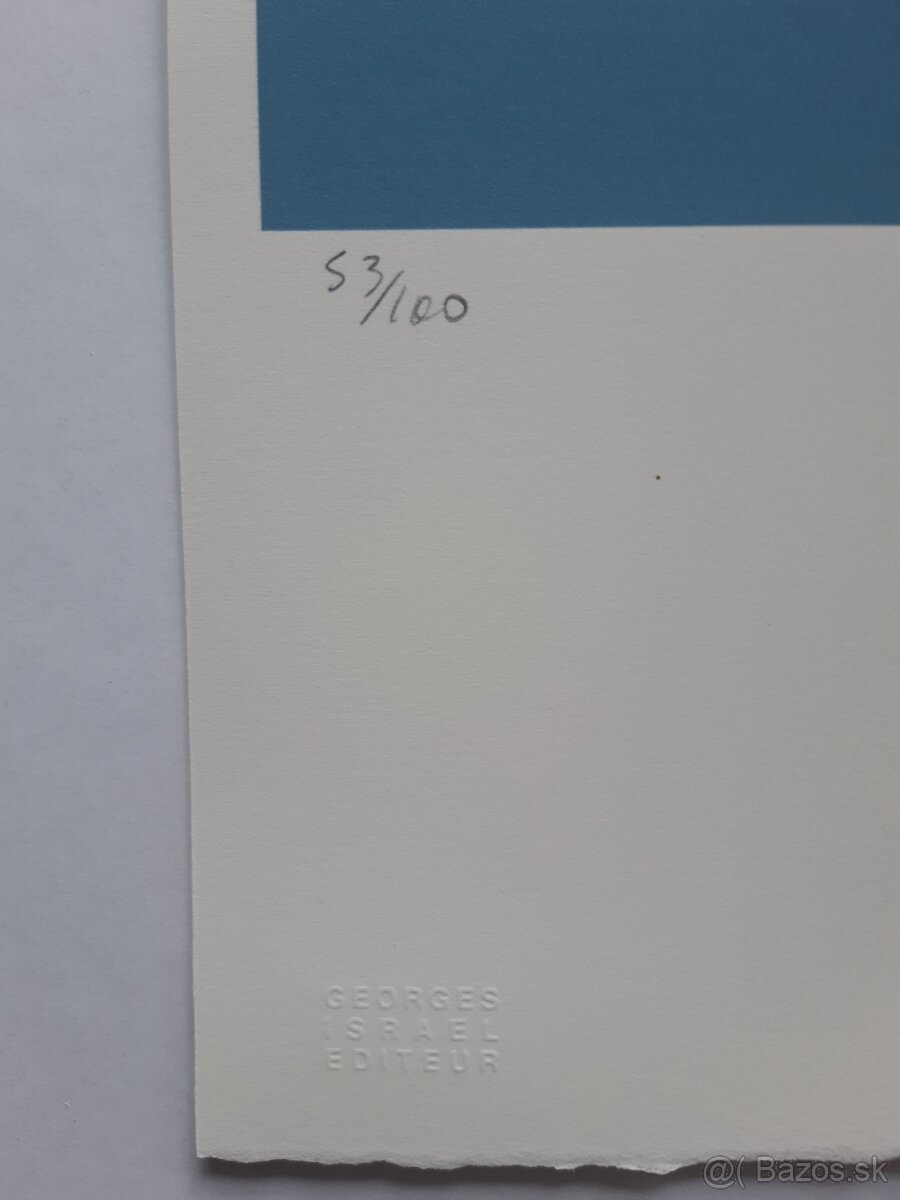 53/100
GEORGES
ISRAEL
EDITEUR
@( Bazos.sk